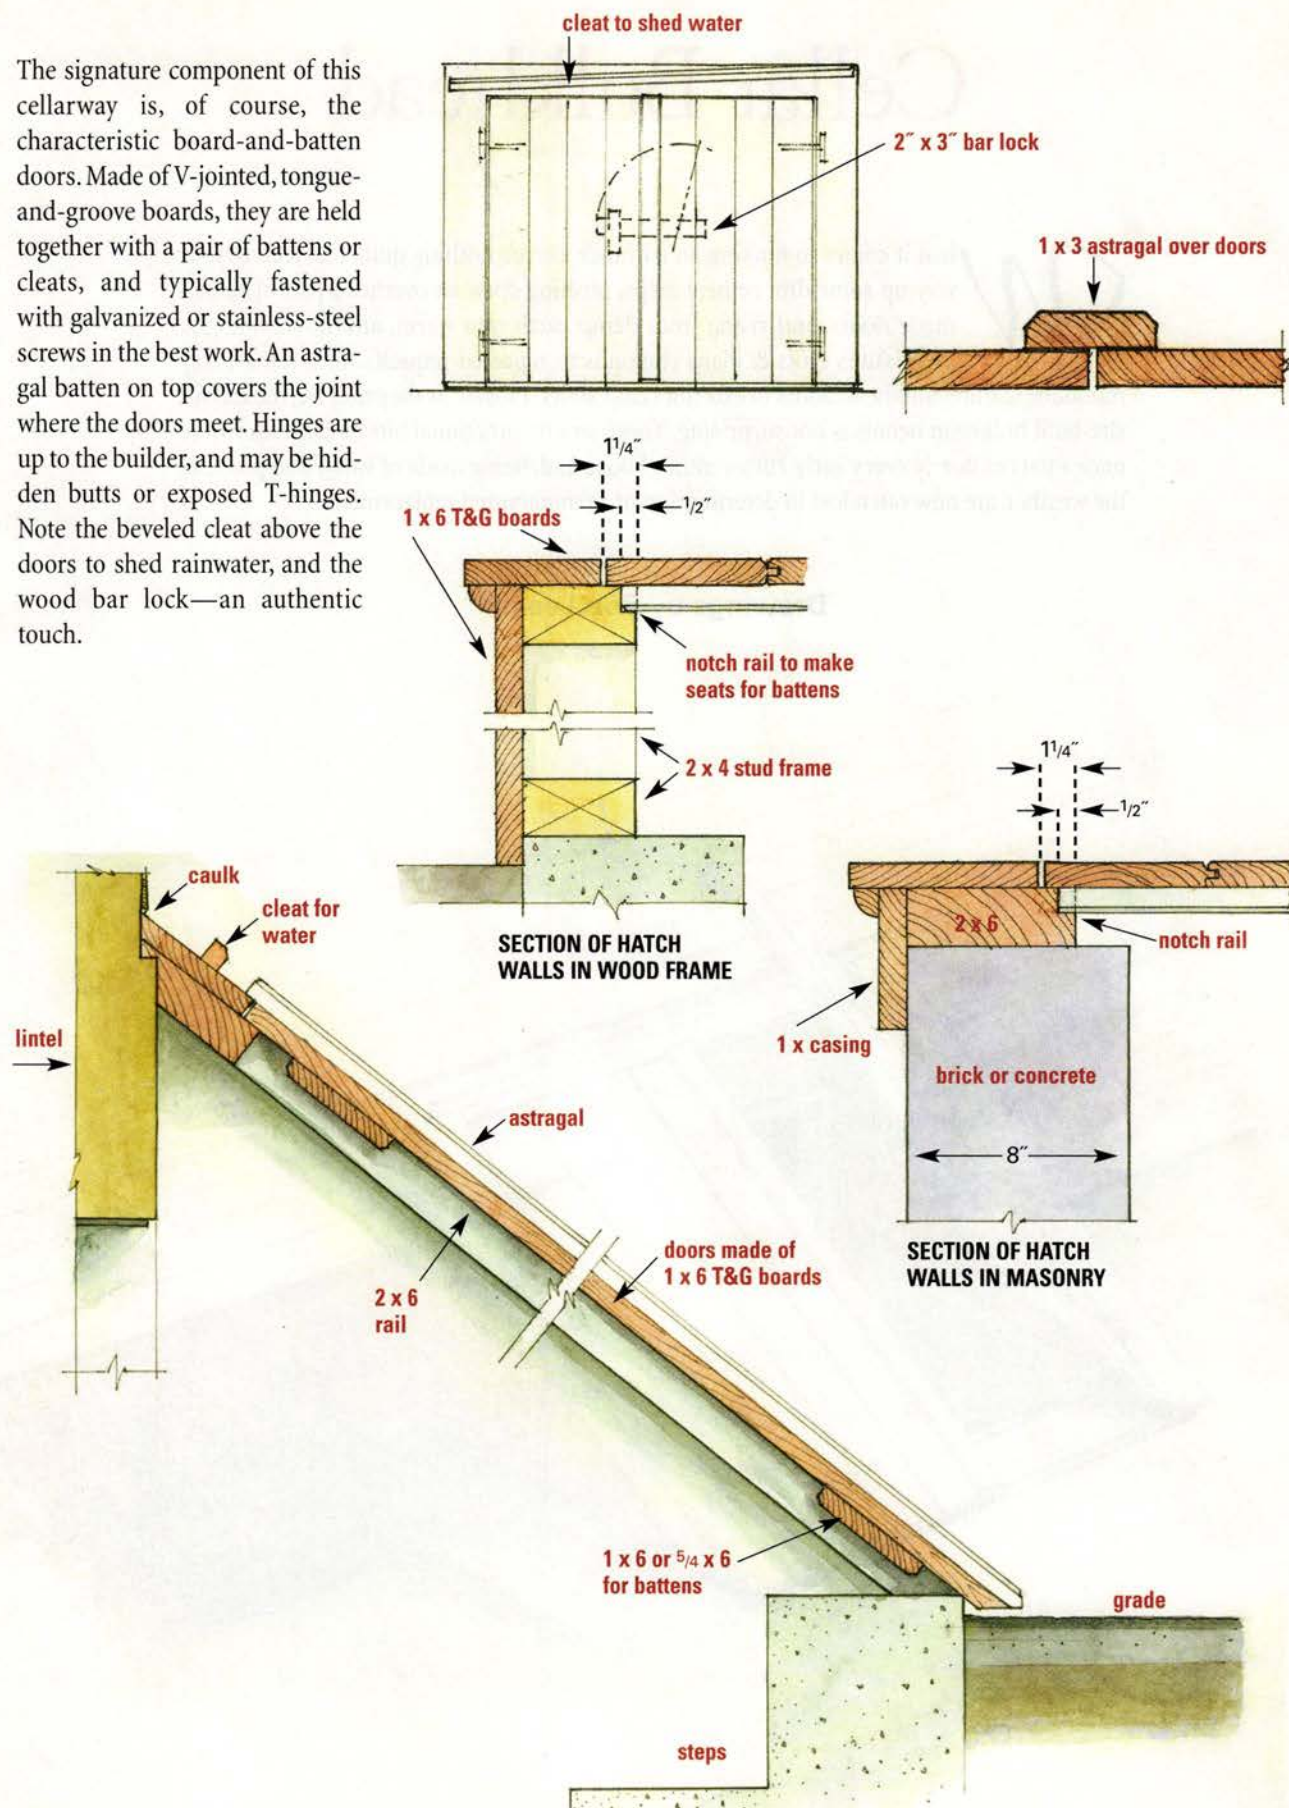 The signature component of this
cellarway is, of course, the
characteristic board-and-batten
doors. Made of V-jointed, tongue-
and-groove boards, they are held
together with a pair of battens or
cleats, and typically fastened
with galvanized or stainless-steel
screws in the best work. An astra-
gal batten on top covers the joint
where the doors meet. Hinges are
up to the builder, and may be hid-
den butts or exposed T-hinges.
Note the beveled cleat above the
doors to shed rainwater, and the
wood bar lock—an authentic
touch.
cleat to shed water
2˝ x 3˝ bar lock
1 x 3 astragal over doors
1 1/4˝
1/2˝
1 x 6 T&G boards
notch rail to make
seats for battens
2 x 4 stud frame
SECTION OF HATCH
WALLS IN WOOD FRAME
1 1/4˝
1/2˝
2 x 6
notch rail
1 x casing
brick or concrete
8˝
SECTION OF HATCH
WALLS IN MASONRY
caulk
cleat for
water
lintel
astragal
2 x 6
rail
doors made of
1 x 6 T&G boards
1 x 6 or 5/4 x 6
for battens
grade
steps